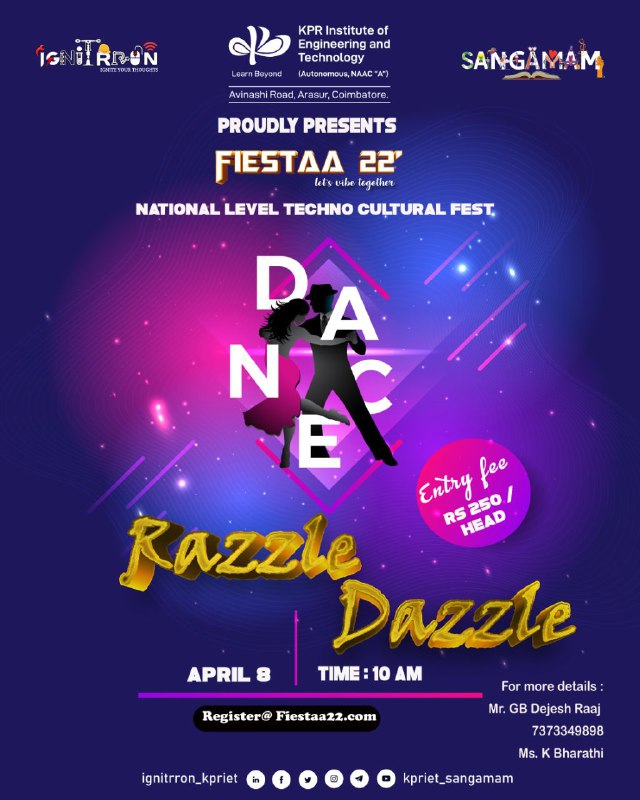 IGNITRRON
IGNITE YOUR THOUGHTS
KPR Institute of
Engineering and
Technology
Learn Beyond
(Autonomous, NAAC "A")
Avinashi Road, Arasur, Coimbatore.
SANGAMAM
PROUDLY PRESENTS
FIESTAA 22'
let's vibe together
NATIONAL LEVEL TECHNO CULTURAL FEST
DANCE
Entry fee
RS 250 /
HEAD
Razzle
Dazzle
APRIL 8
TIME : 10 AM
Register@ Fiestaa22.com
For more details :
Mr. GB Dejesh Raaj
7373349898
Ms. K Bharathi
ignitrron_kpriet
kpriet_sangamam